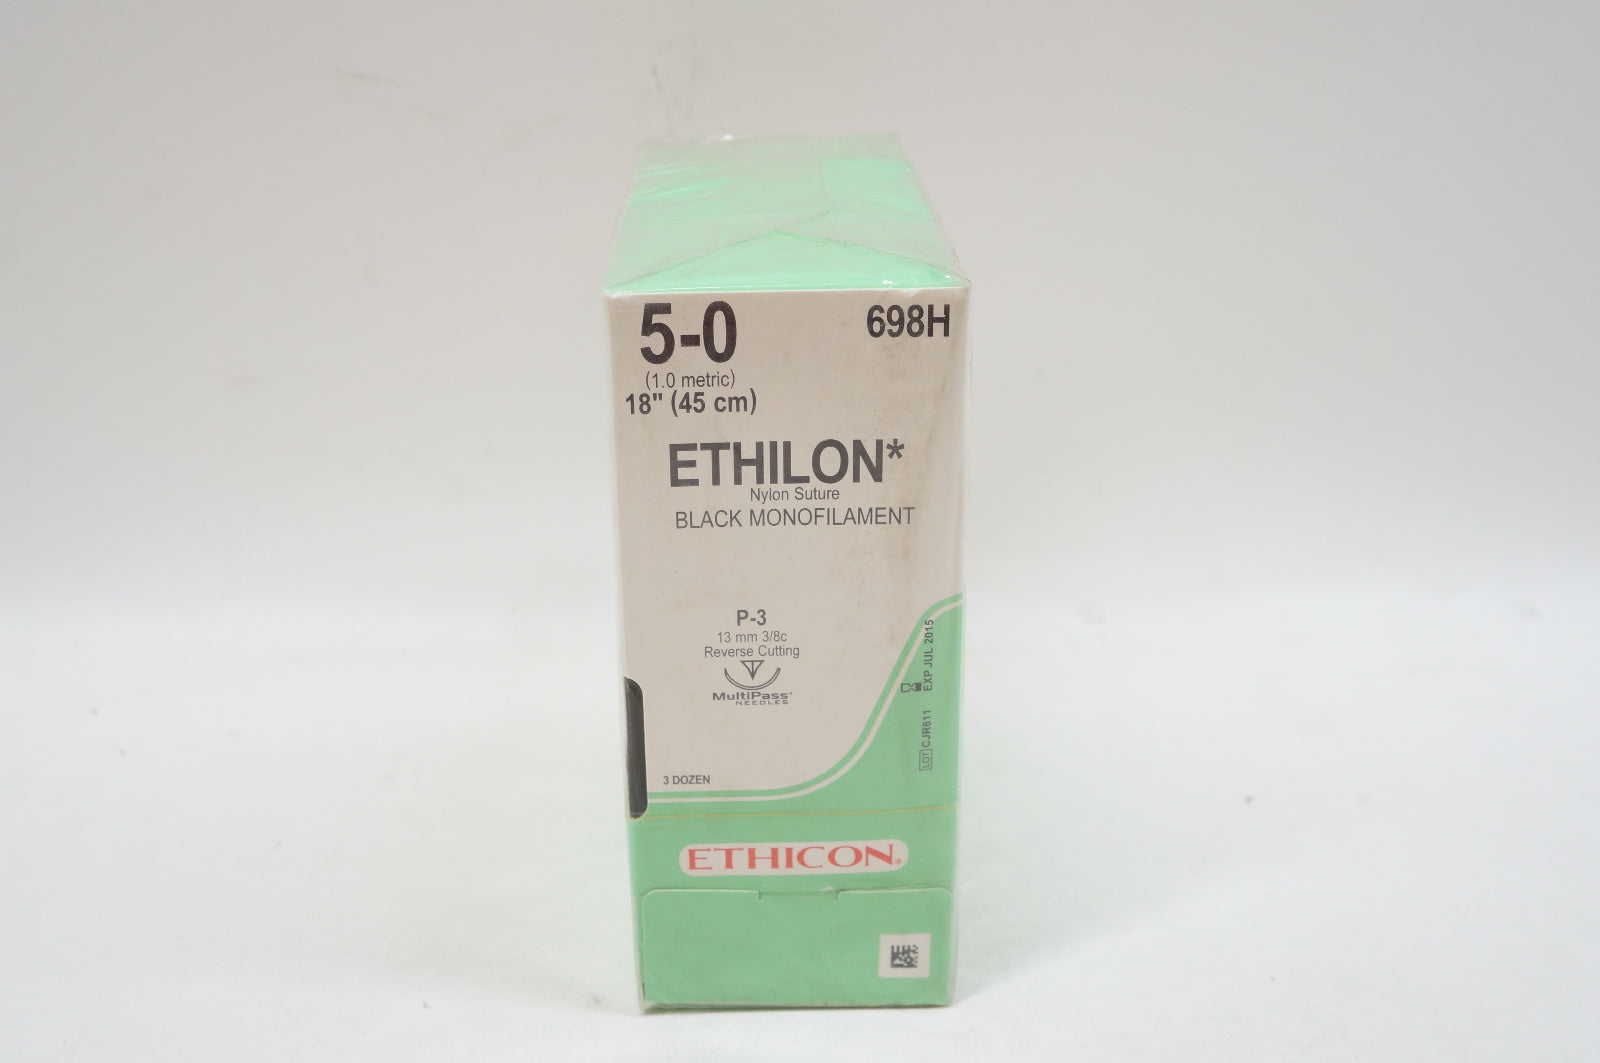 5-0
698H
(1.0 metric)
18" (45 cm)
ETHILON*
Nylon Suture
BLACK MONOFILAMENT
P-3
13 mm 3/8c
Reverse Cutting
MultiPass*
NEEDLES
EXP JUL 2015
LOT CJR611
3 DOZEN
ETHICON®